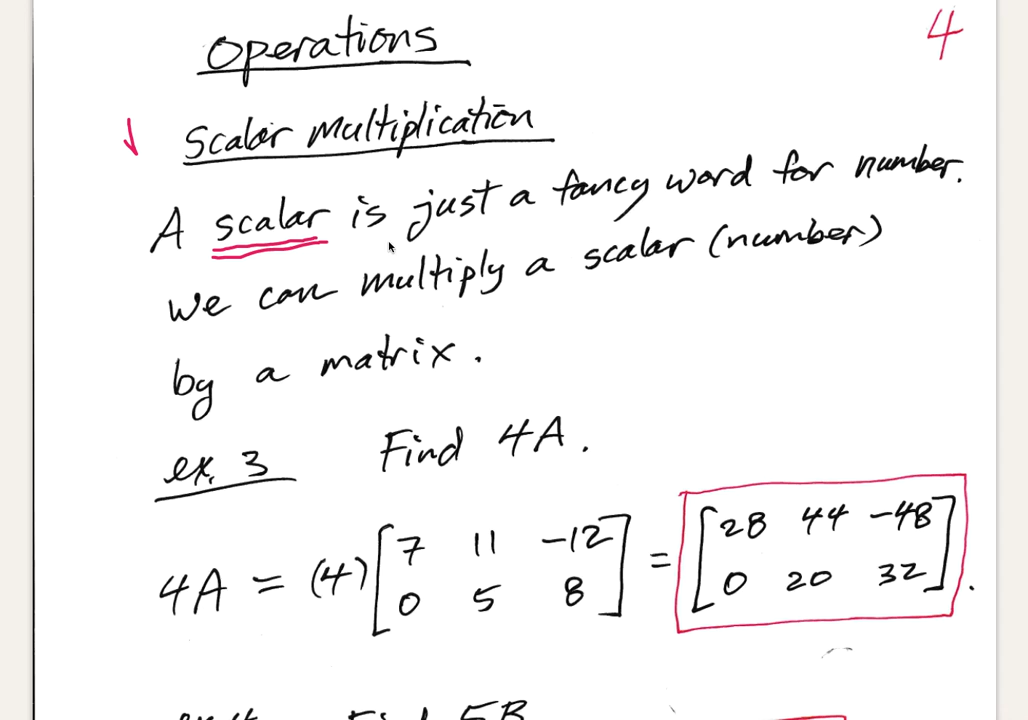 Operations
4
Scalar multiplication
A scalar is just a fancy word for number.
We can multiply a scalar (number)
by a matrix.
ex. 3 Find 4A.
4A = (4) [7 11 -12; 0 5 8] = [28 44 -48; 0 20 32].
5B